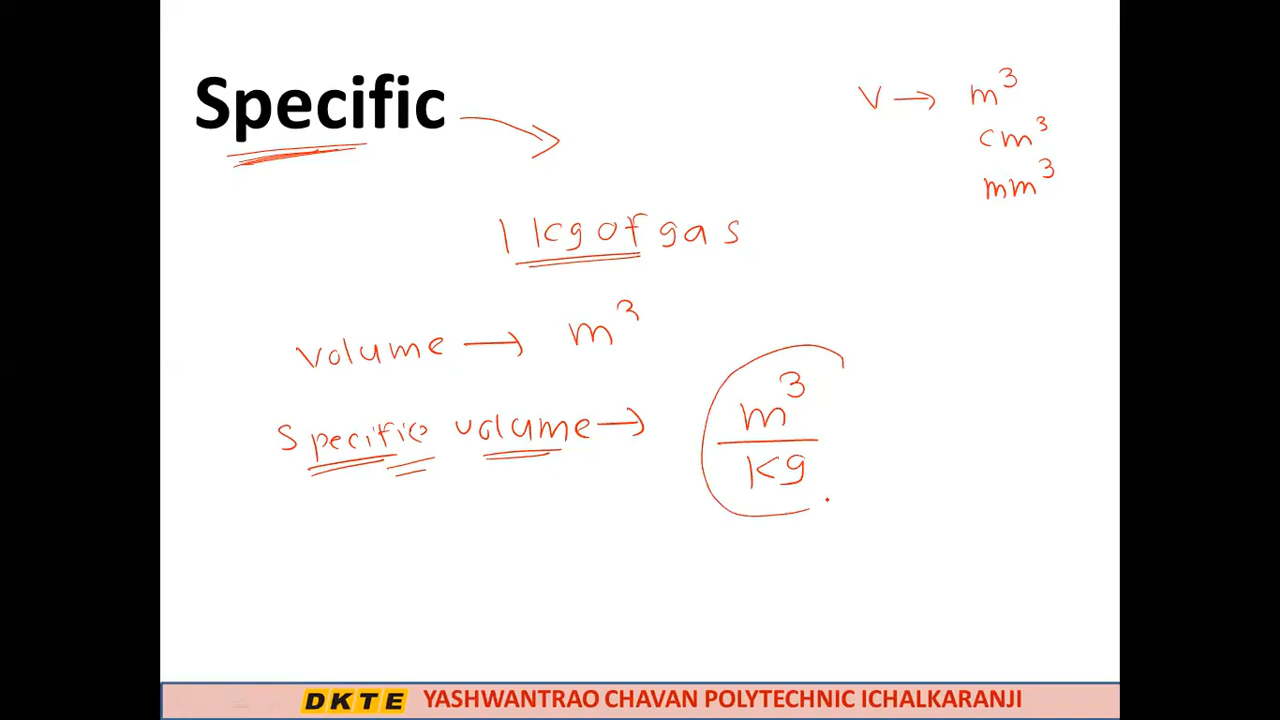 Specific
V → m³
cm³
mm³
1 kg of gas
volume → m³
specific volume → m³/kg
DKTE YASHWANTRAO CHAVAN POLYTECHNIC ICHALKARANJI